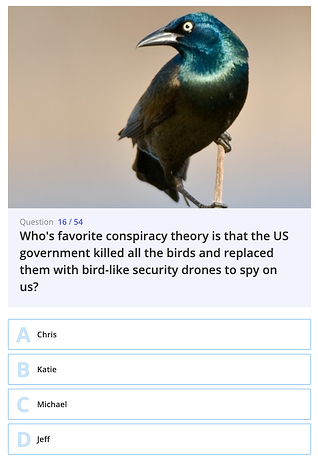 Question 16 / 54
Who's favorite conspiracy theory is that the US
government killed all the birds and replaced
them with bird-like security drones to spy on
us?
A Chris
B Katie
C Michael
D Jeff